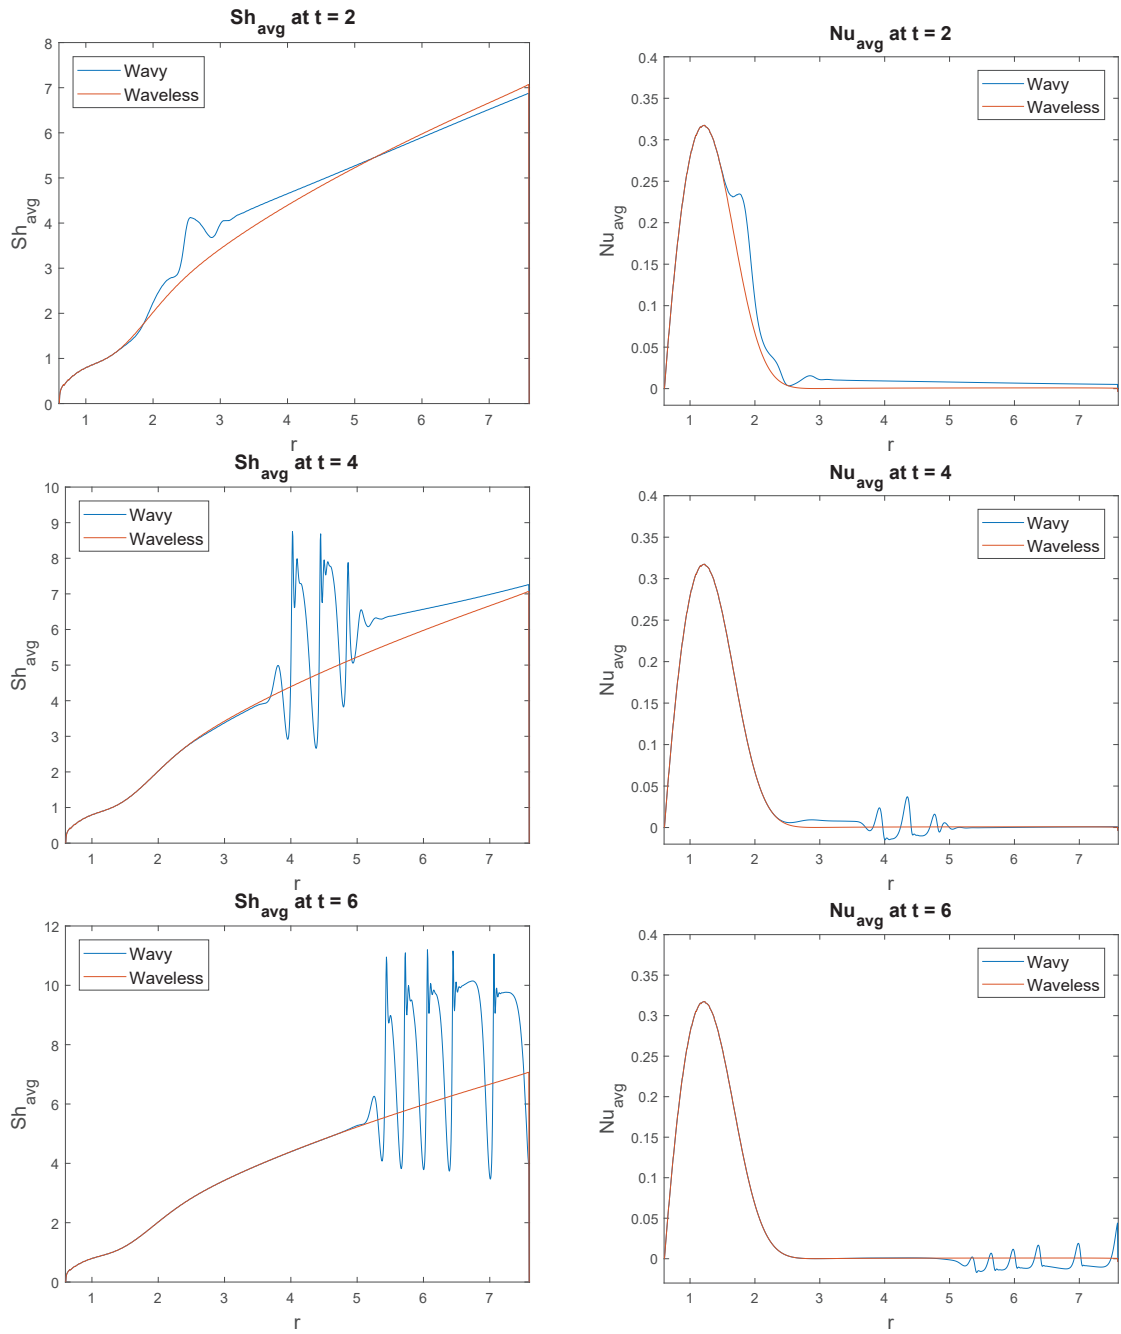 Sh_avg at t = 2
8
7
6
5
4
3
2
1
0
Sh_avg
Wavy
Waveless
1 2 3 4 5 6 7
r
Nu_avg at t = 2
0.4
0.35
0.3
0.25
0.2
0.15
0.1
0.05
0
Nu_avg
Wavy
Waveless
1 2 3 4 5 6 7
r
Sh_avg at t = 4
10
9
8
7
6
5
4
3
2
1
0
Sh_avg
Wavy
Waveless
1 2 3 4 5 6 7
r
Nu_avg at t = 4
0.4
0.35
0.3
0.25
0.2
0.15
0.1
0.05
0
Nu_avg
Wavy
Waveless
1 2 3 4 5 6 7
r
Sh_avg at t = 6
12
10
8
6
4
2
0
Sh_avg
Wavy
Waveless
1 2 3 4 5 6 7
r
Nu_avg at t = 6
0.4
0.35
0.3
0.25
0.2
0.15
0.1
0.05
0
Nu_avg
Wavy
Waveless
1 2 3 4 5 6 7
r